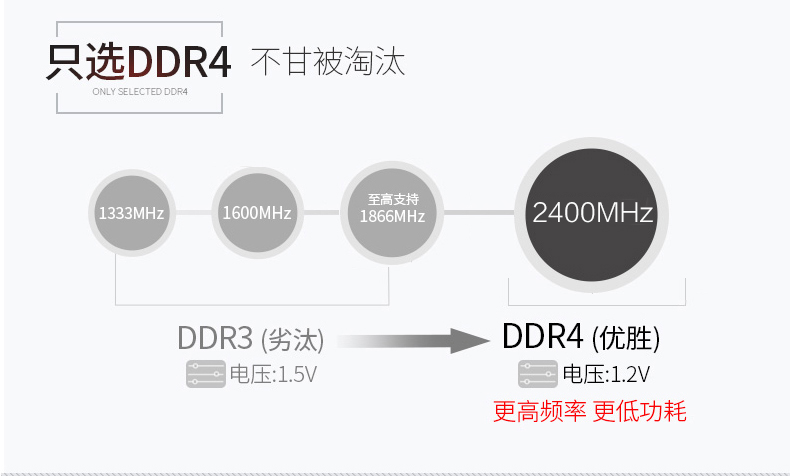 只选DDR4 不甘被淘汰
ONLY SELECTED DDR4
1333MHz
1600MHz
至高支持
1866MHz
2400MHz
DDR3 (劣汰)
DDR4 (优胜)
电压:1.5V
电压:1.2V
更高频率 更低功耗